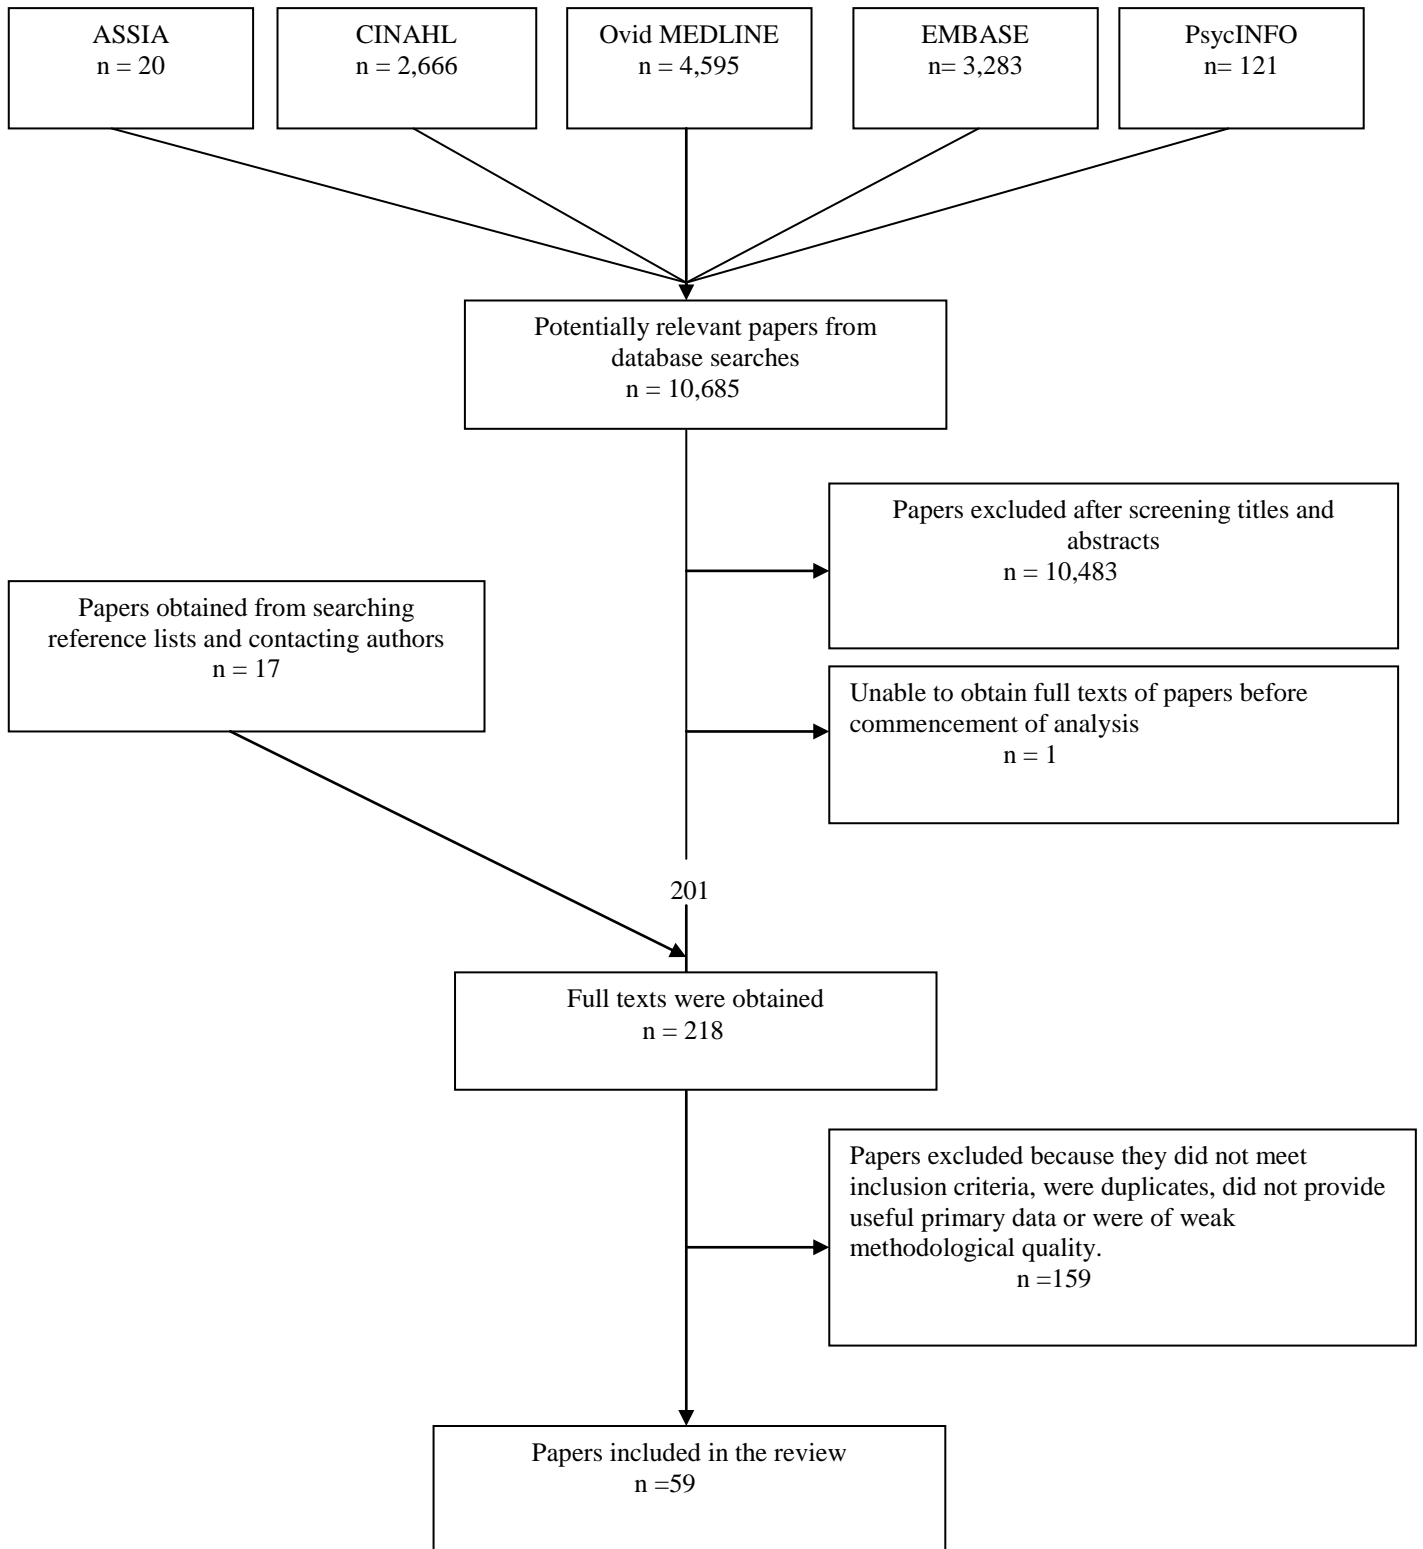 ASSIA
n = 20
CINAHL
n = 2,666
Ovid MEDLINE
n = 4,595
EMBASE
n= 3,283
PsycINFO
n= 121
Potentially relevant papers from
database searches
n = 10,685
Papers excluded after screening titles and
abstracts
n = 10,483
Papers obtained from searching
reference lists and contacting authors
n = 17
Unable to obtain full texts of papers before
commencement of analysis
n = 1
201
Full texts were obtained
n = 218
Papers excluded because they did not meet
inclusion criteria, were duplicates, did not provide
useful primary data or were of weak
methodological quality.
n =159
Papers included in the review
n =59